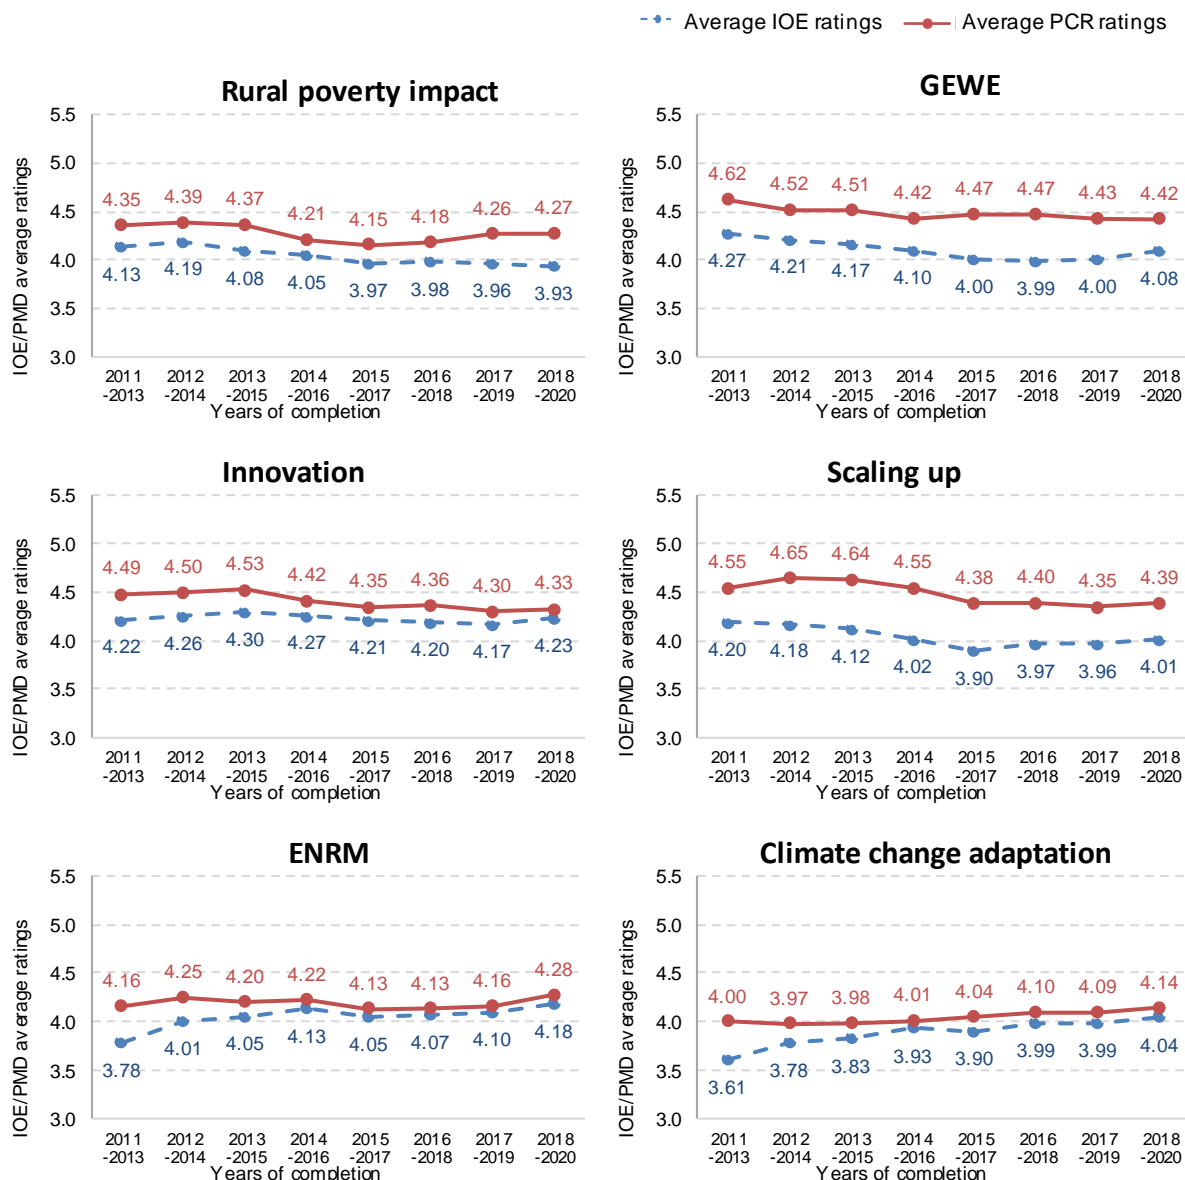 Average IOE ratings Average PCR ratings
Rural poverty impact
IOE/PMD average ratings
5.5
5.0
4.5
4.0
3.5
3.0
4.35 4.39 4.37 4.21 4.15 4.18 4.26 4.27
4.13 4.19 4.08 4.05 3.97 3.98 3.96 3.93
2011 2012 2013 2014 2015 2016 2017 2018
-2013 -2014 -2015 -2016 -2017 -2018 -2019 -2020
Years of completion
GEWE
IOE/PMD average ratings
5.5
5.0
4.5
4.0
3.5
3.0
4.62 4.52 4.51 4.42 4.47 4.47 4.43 4.42
4.27 4.21 4.17 4.10 4.00 3.99 4.00 4.08
2011 2012 2013 2014 2015 2016 2017 2018
-2013 -2014 -2015 -2016 -2017 -2018 -2019 -2020
Years of completion
Innovation
IOE/PMD average ratings
5.5
5.0
4.5
4.0
3.5
3.0
4.49 4.50 4.53 4.42 4.35 4.36 4.30 4.33
4.22 4.26 4.30 4.27 4.21 4.20 4.17 4.23
2011 2012 2013 2014 2015 2016 2017 2018
-2013 -2014 -2015 -2016 -2017 -2018 -2019 -2020
Years of completion
Scaling up
IOE/PMD average ratings
5.5
5.0
4.5
4.0
3.5
3.0
4.55 4.65 4.64 4.55 4.38 4.40 4.35 4.39
4.20 4.18 4.12 4.02 3.90 3.97 3.96 4.01
2011 2012 2013 2014 2015 2016 2017 2018
-2013 -2014 -2015 -2016 -2017 -2018 -2019 -2020
Years of completion
ENRM
IOE/PMD average ratings
5.5
5.0
4.5
4.0
3.5
3.0
4.16 4.25 4.20 4.22 4.13 4.13 4.16 4.28
3.78 4.01 4.05 4.13 4.05 4.07 4.10 4.18
2011 2012 2013 2014 2015 2016 2017 2018
-2013 -2014 -2015 -2016 -2017 -2018 -2019 -2020
Years of completion
Climate change adaptation
IOE/PMD average ratings
5.5
5.0
4.5
4.0
3.5
3.0
4.00 3.97 3.98 4.01 4.04 4.10 4.09 4.14
3.61 3.78 3.83 3.93 3.90 3.99 3.99 4.04
2011 2012 2013 2014 2015 2016 2017 2018
-2013 -2014 -2015 -2016 -2017 -2018 -2019 -2020
Years of completion